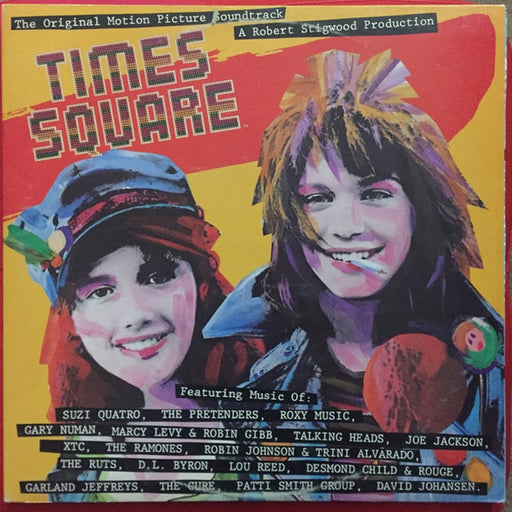 The Original Motion Picture Soundtrack
A Robert Stigwood Production
TIMES
SQUARE
Featuring Music Of:
SUZI QUATRO, THE PRETENDERS, ROXY MUSIC,
GARY NUMAN, MARCY LEVY & ROBIN GIBB, TALKING HEADS, JOE JACKSON,
XTC, THE RAMONES, ROBIN JOHNSON & TRINI ALVARADO,
THE RUTS, D.L. BYRON, LOU REED, DESMOND CHILD & ROUGE,
GARLAND JEFFREYS, THE CURE, PATTI SMITH GROUP, DAVID JOHANSEN.